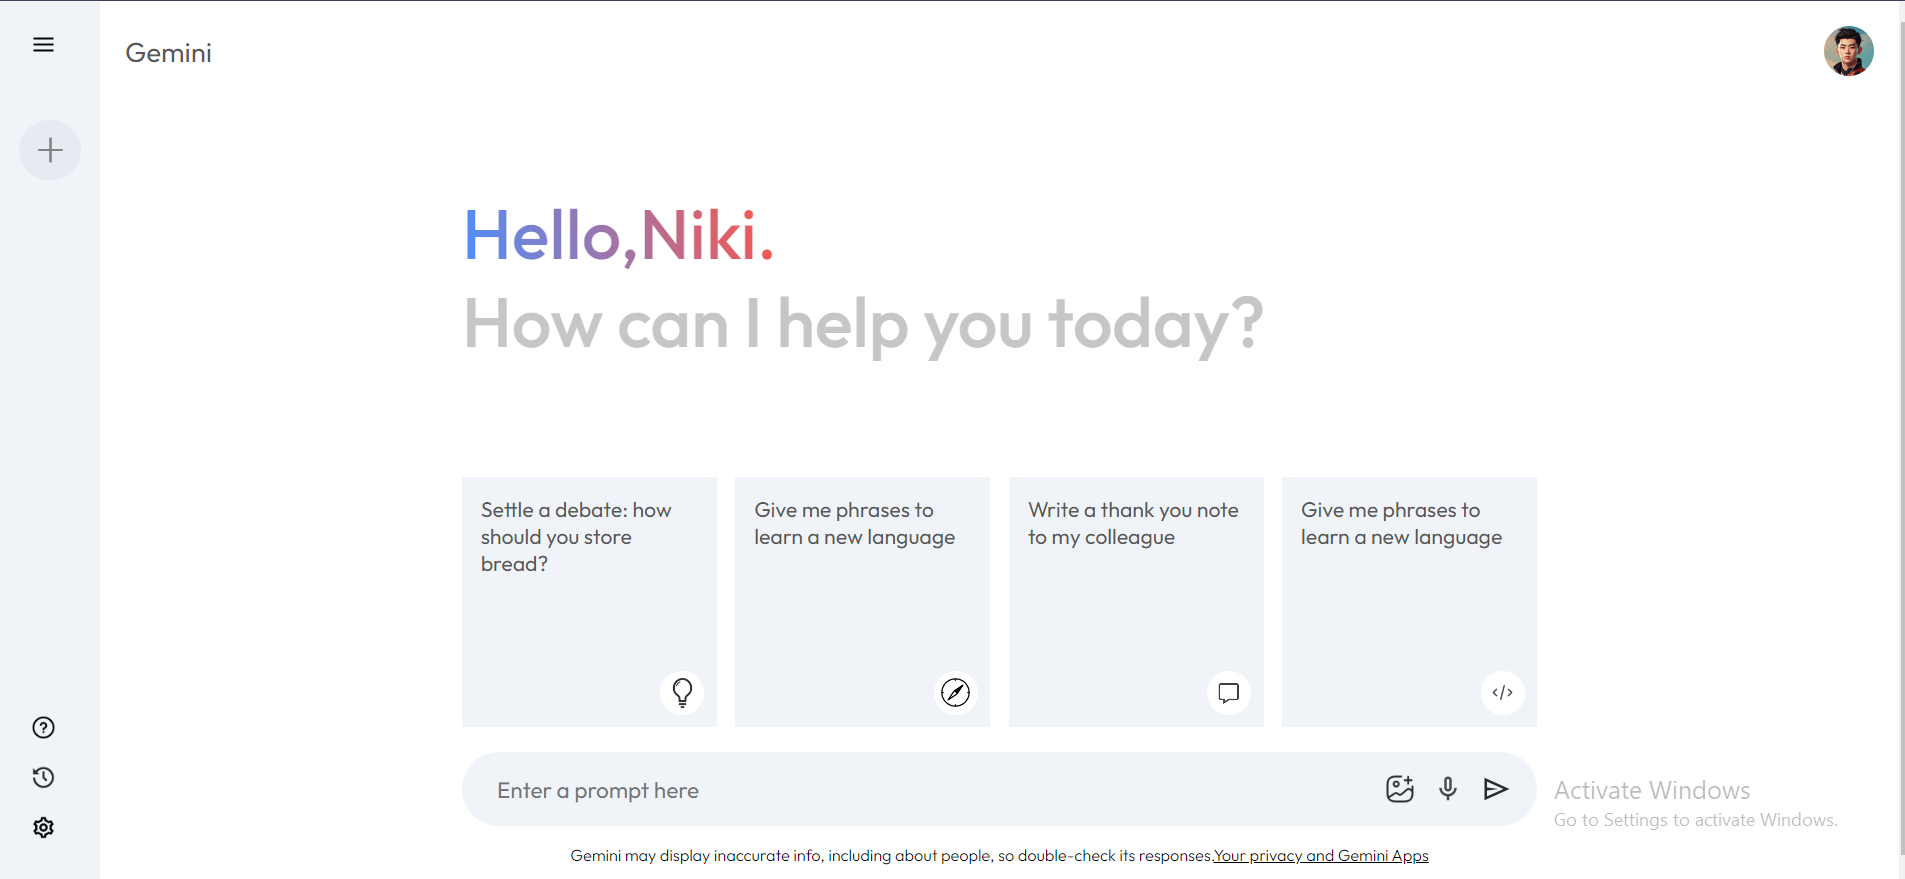 Gemini
Hello,Niki.
How can I help you today?
Settle a debate: how
should you store
bread?
Give me phrases to
learn a new language
Write a thank you note
to my colleague
Give me phrases to
learn a new language
Enter a prompt here
Activate Windows
Go to Settings to activate Windows.
Gemini may display inaccurate info, including about people, so double-check its responses.Your privacy and Gemini Apps